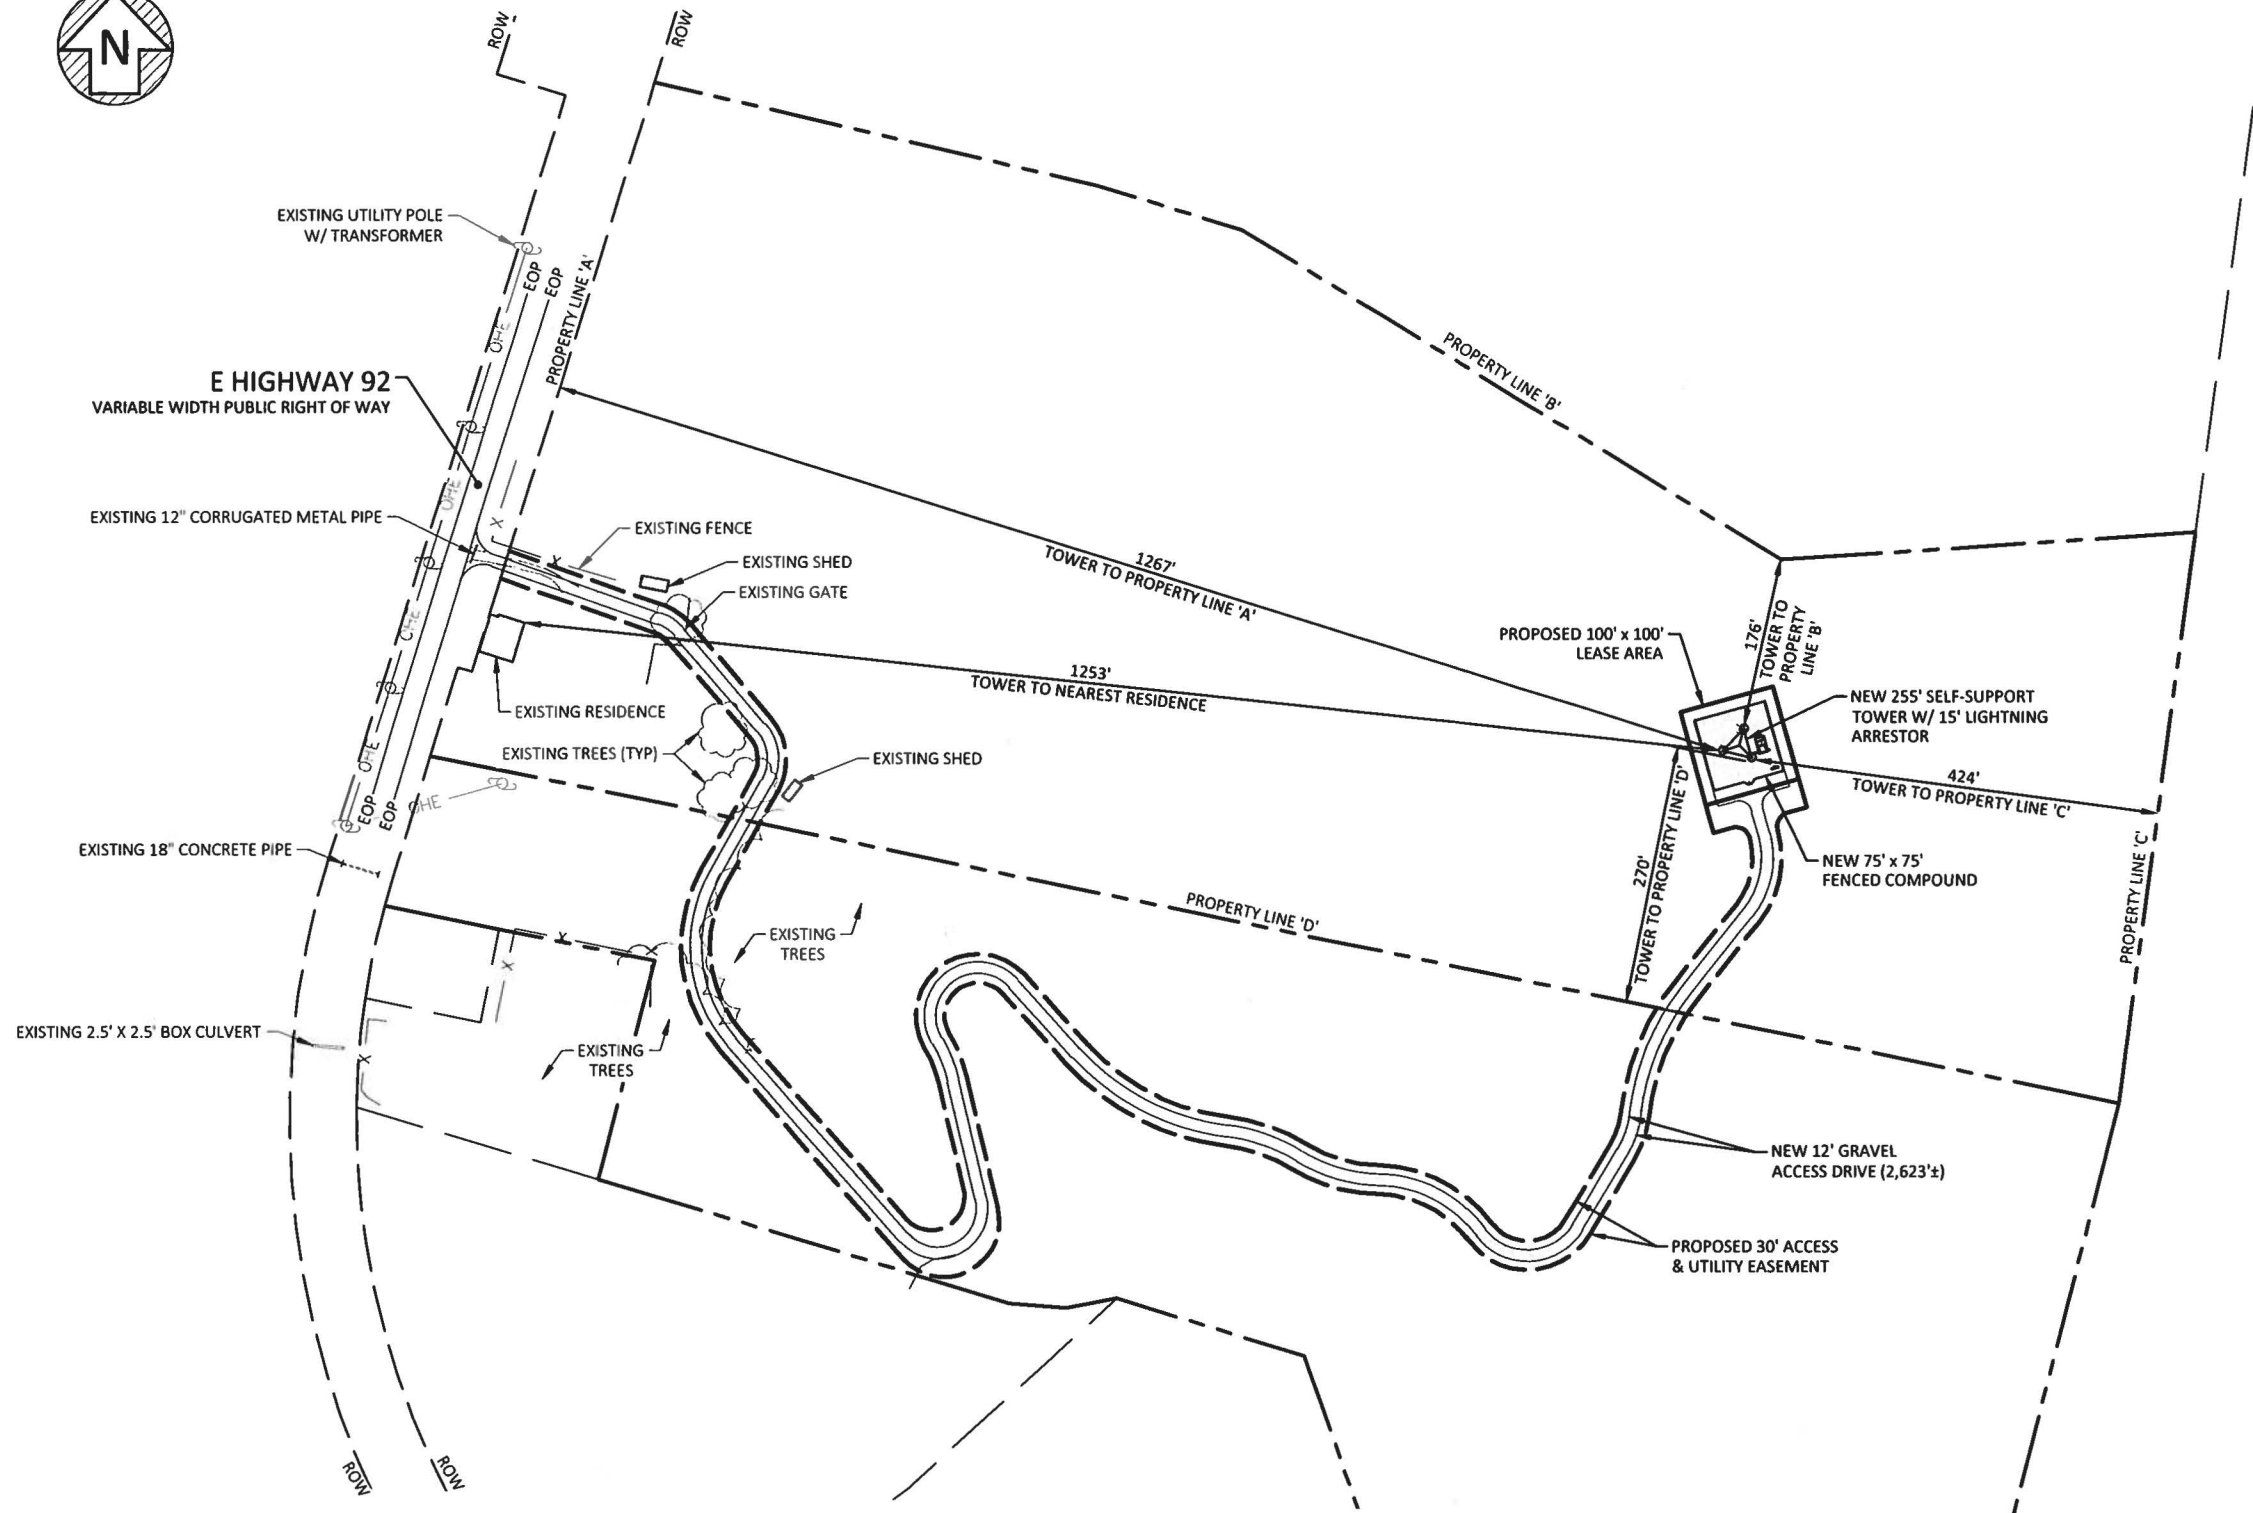 N
ROW
ROW
EXISTING UTILITY POLE
W/ TRANSFORMER
EOP
EOP
PROPERTY LINE 'A'
OHE
PROPERTY LINE 'B'
E HIGHWAY 92
VARIABLE WIDTH PUBLIC RIGHT OF WAY
OHE
X
EXISTING 12" CORRUGATED METAL PIPE
EXISTING FENCE
X
EXISTING SHED
EXISTING GATE
1267'
TOWER TO PROPERTY LINE 'A'
OHE
1253'
TOWER TO NEAREST RESIDENCE
176'
TOWER TO
PROPERTY
LINE 'B'
PROPOSED 100' x 100'
LEASE AREA
NEW 255' SELF-SUPPORT
TOWER W/ 15' LIGHTNING
ARRESTOR
EXISTING RESIDENCE
EXISTING TREES (TYP)
EXISTING SHED
OHE
OHE
EOP
EOP
424'
TOWER TO PROPERTY LINE 'C'
270'
TOWER TO PROPERTY LINE 'D'
EXISTING 18" CONCRETE PIPE
NEW 75' x 75'
FENCED COMPOUND
PROPERTY LINE 'C'
PROPERTY LINE 'D'
X
X
X
EXISTING
TREES
EXISTING 2.5' X 2.5' BOX CULVERT
X
EXISTING
TREES
X
NEW 12' GRAVEL
ACCESS DRIVE (2,623'±)
PROPOSED 30' ACCESS
& UTILITY EASEMENT
ROW
ROW